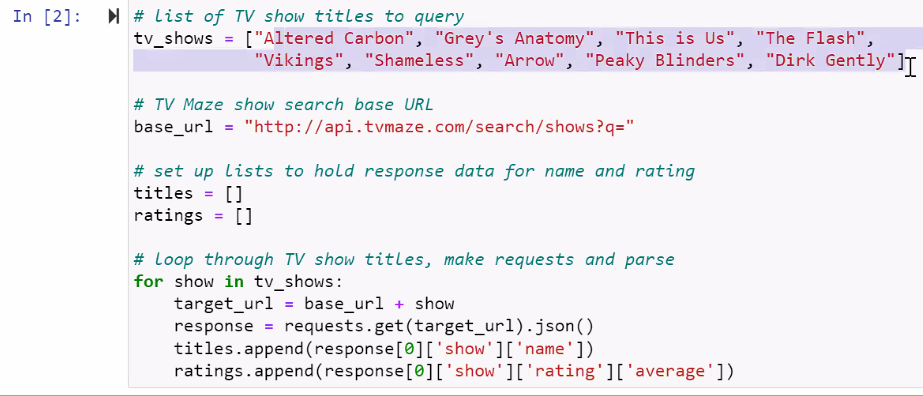 In [2]:
# list of TV show titles to query
tv_shows = ["Altered Carbon", "Grey's Anatomy", "This is Us", "The Flash",
"Vikings", "Shameless", "Arrow", "Peaky Blinders", "Dirk Gently"]
# TV Maze show search base URL
base_url = "http://api.tvmaze.com/search/shows?q="
# set up lists to hold response data for name and rating
titles = []
ratings = []
# loop through TV show titles, make requests and parse
for show in tv_shows:
target_url = base_url + show
response = requests.get(target_url).json()
titles.append(response[0]['show']['name'])
ratings.append(response[0]['show']['rating']['average'])